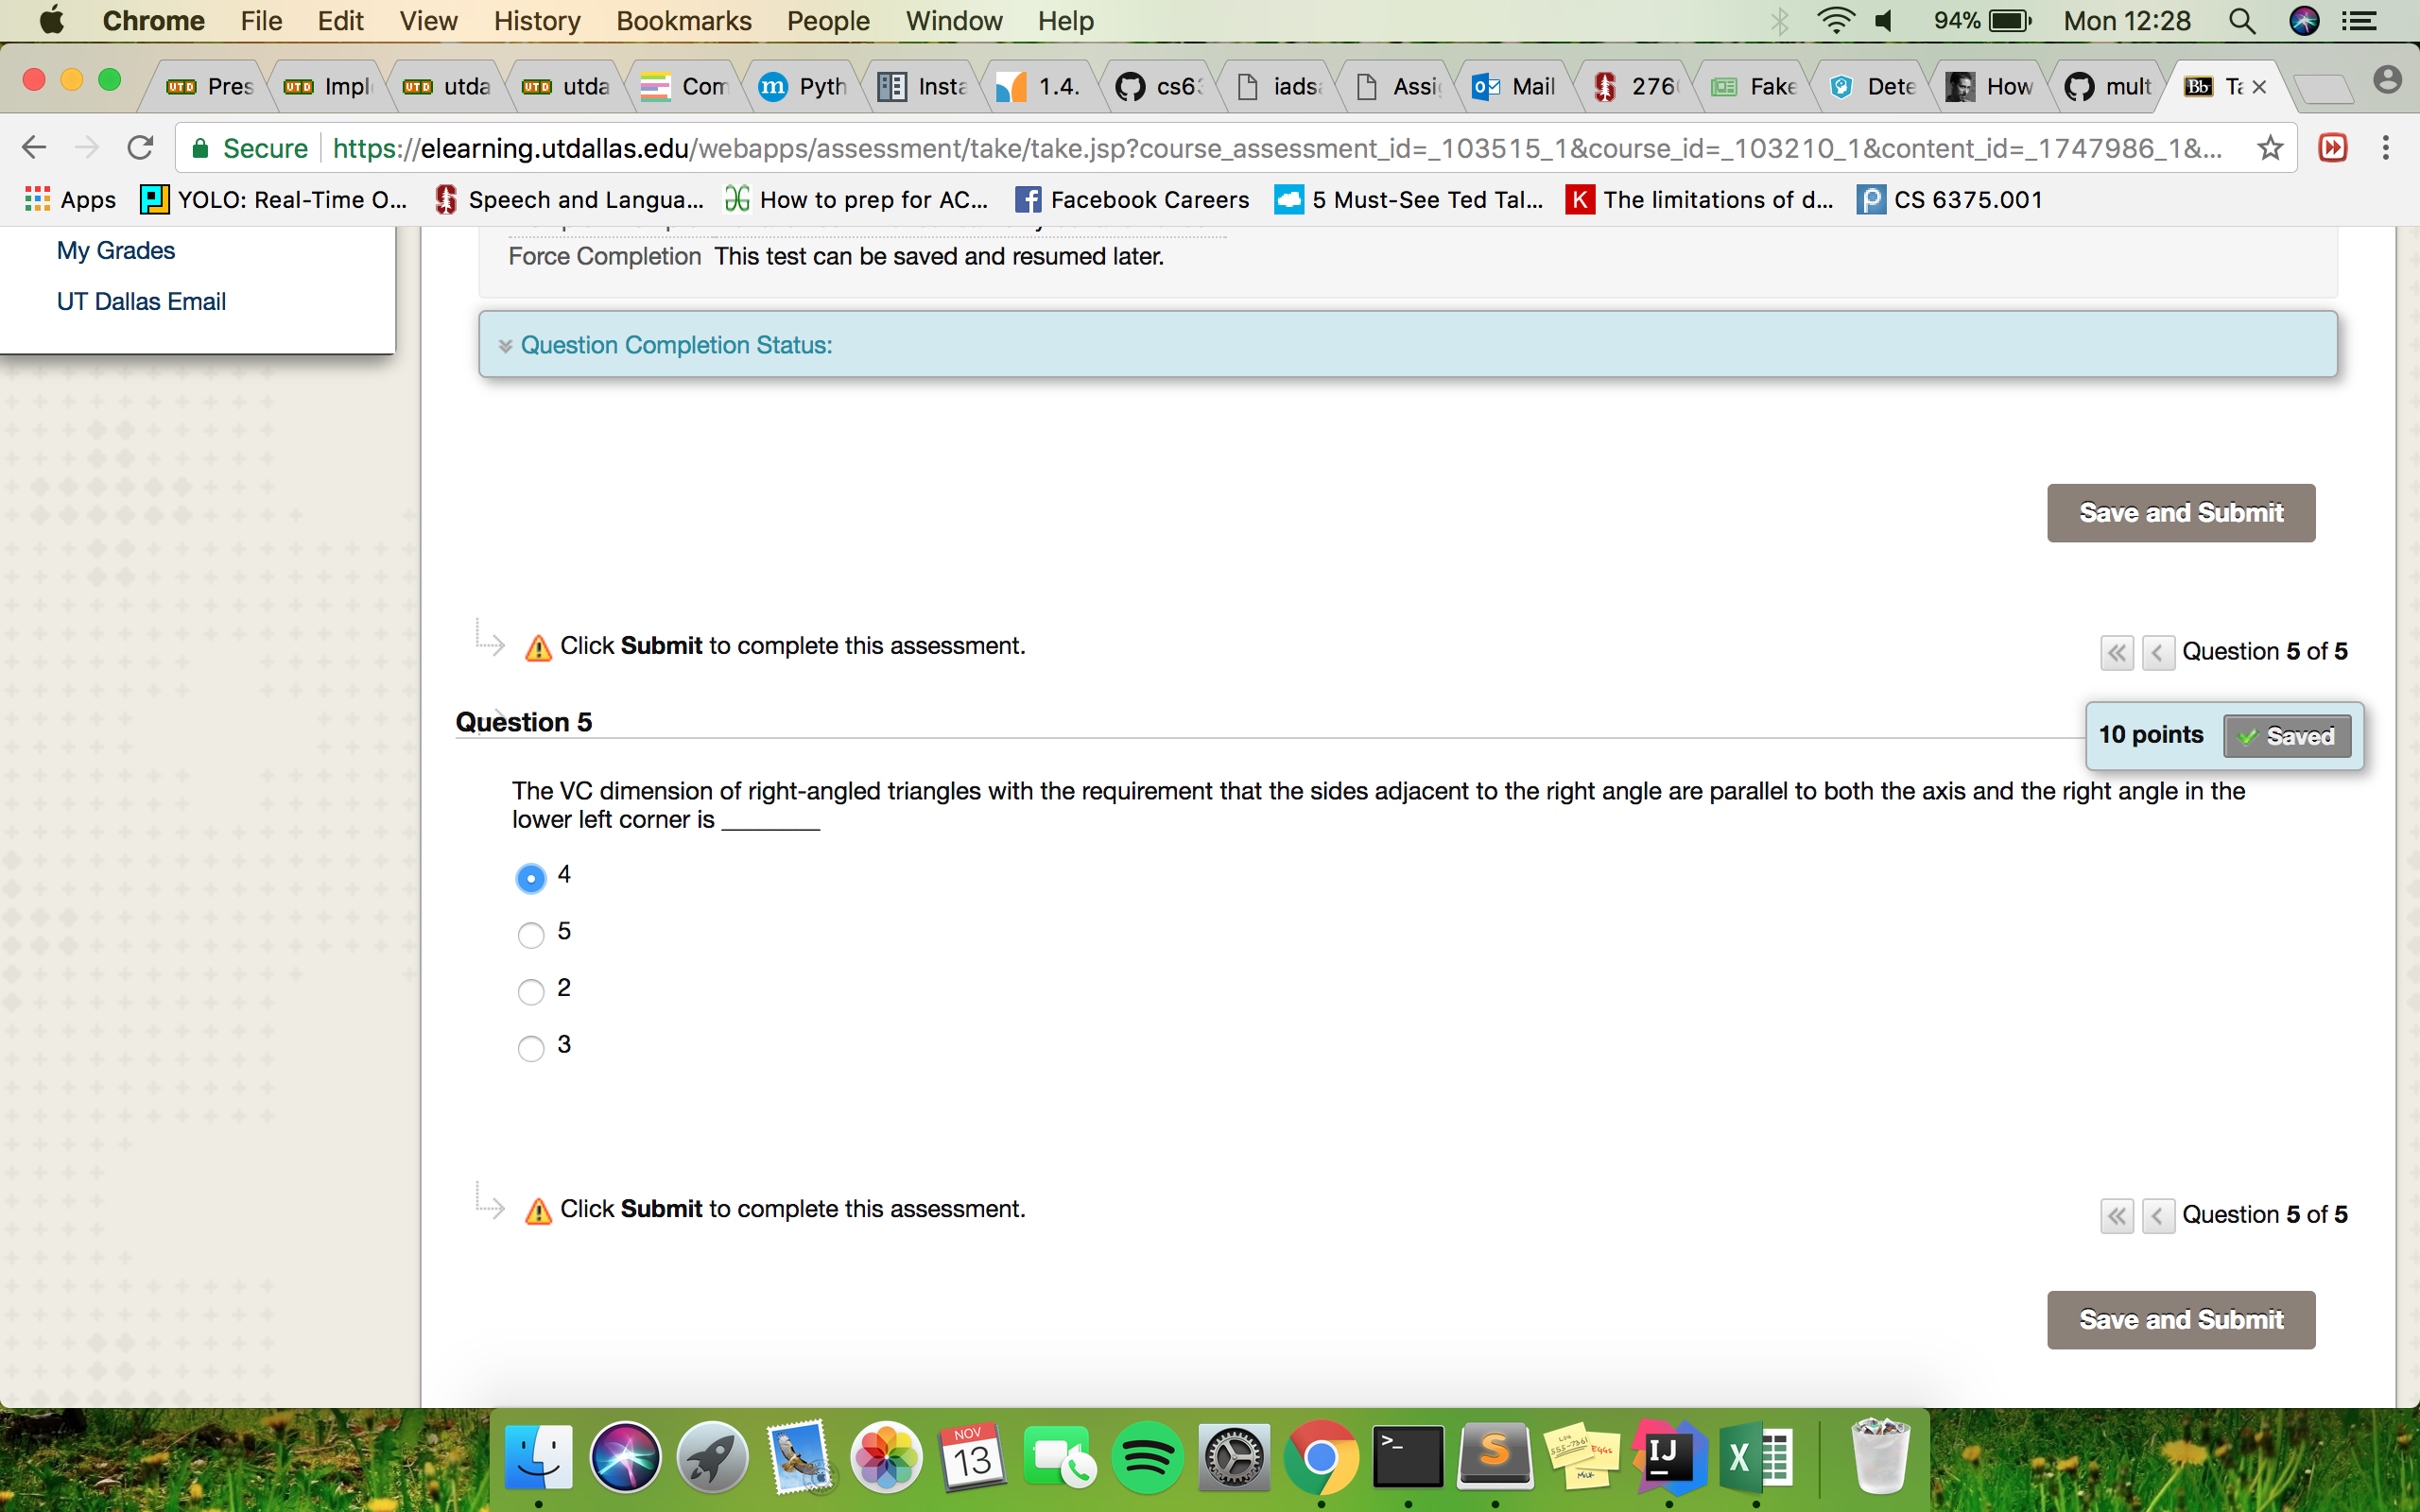 Chrome File Edit View History Bookmarks People Window Help 94% Mon 12:28
UTD Pres UTD Impl UTD utda UTD utda Com m Pyth Insta 1.4. cs63 iads Assi Mail 276 Fake Dete How mult Bb Ta
Secure https://elearning.utdallas.edu/webapps/assessment/take/take.jsp?course_assessment_id=_103515_1&course_id=_103210_1&content_id=_1747986_1&...
Apps YOLO: Real-Time O... Speech and Langua... How to prep for AC... Facebook Careers 5 Must-See Ted Tal... K The limitations of d... CS 6375.001
My Grades
UT Dallas Email
Force Completion This test can be saved and resumed later.
Question Completion Status:
Save and Submit
Click Submit to complete this assessment.
Question 5 of 5
Question 5
10 points Saved
The VC dimension of right-angled triangles with the requirement that the sides adjacent to the right angle are parallel to both the axis and the right angle in the
lower left corner is ________
4
5
2
3
Click Submit to complete this assessment.
Question 5 of 5
Save and Submit
NOV
13
>_
S
IJ
X